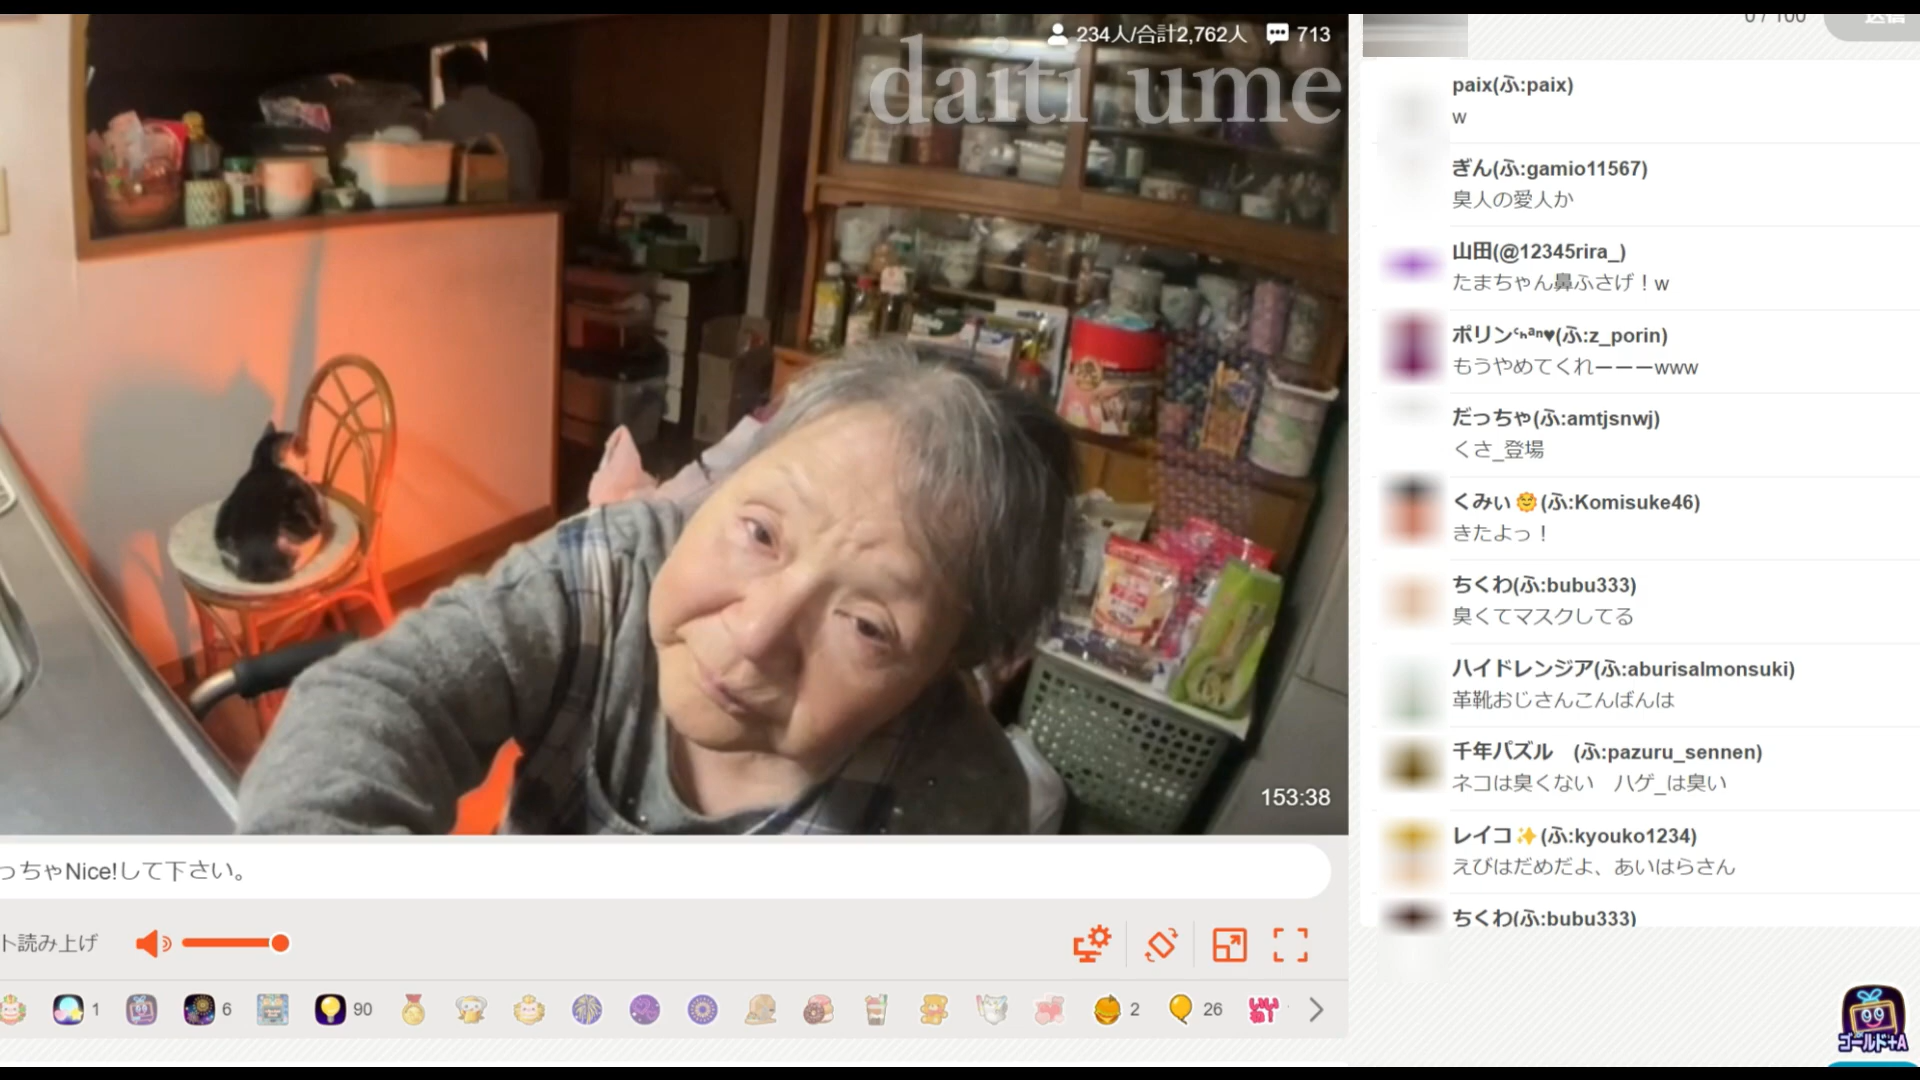 234人/合計2,762人 713
daiti ume
153:38
っちゃNice!して下さい。
ト読み上げ
1
6
90
2
26
0 / 100
送信
paix(ふ:paix)
w
ぎん(ふ:gamio11567)
臭人の愛人か
山田(@12345rira_)
たまちゃん鼻ふさげ！w
ポリンᶜʰᵃⁿ♥(ふ:z_porin)
もうやめてくれーーーwww
だっちゃ(ふ:amtjsnwj)
くさ_登場
くみぃ🌞(ふ:Komisuke46)
きたよっ！
ちくわ(ふ:bubu333)
臭くてマスクしてる
ハイドレンジア(ふ:aburisalmonsuki)
革靴おじさんこんばんは
千年パズル　(ふ:pazuru_sennen)
ネコは臭くない　ハゲ_は臭い
レイコ✨(ふ:kyouko1234)
えびはだめだよ、あいはらさん
ちくわ(ふ:bubu333)
ゴールド+A